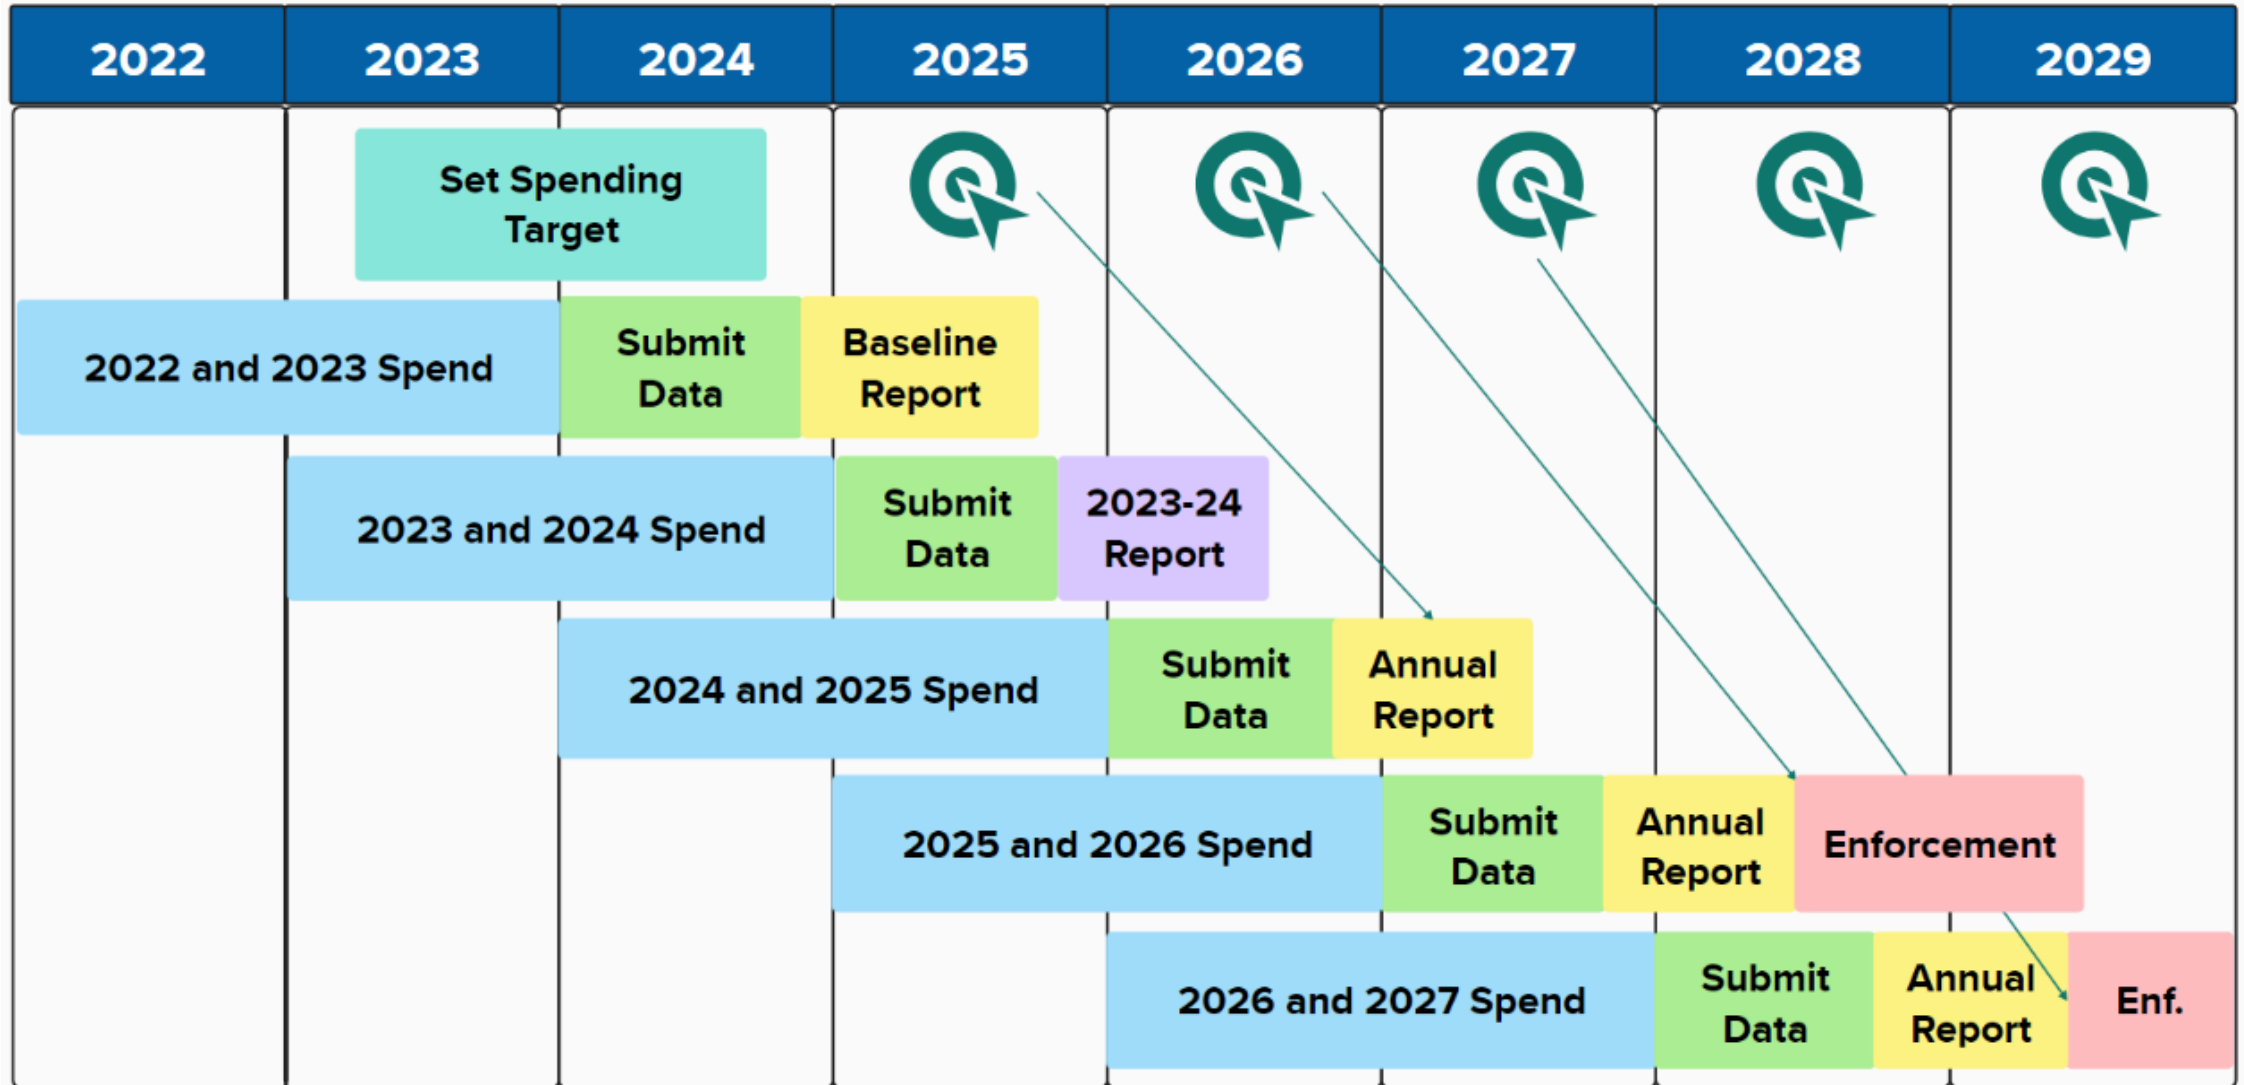 2022 2023 2024 2025 2026 2027 2028 2029
Set Spending
Target
2022 and 2023 Spend
Submit
Data
Baseline
Report
2023 and 2024 Spend
Submit
Data
2023-24
Report
2024 and 2025 Spend
Submit
Data
Annual
Report
2025 and 2026 Spend
Submit
Data
Annual
Report
Enforcement
2026 and 2027 Spend
Submit
Data
Annual
Report
Enf.